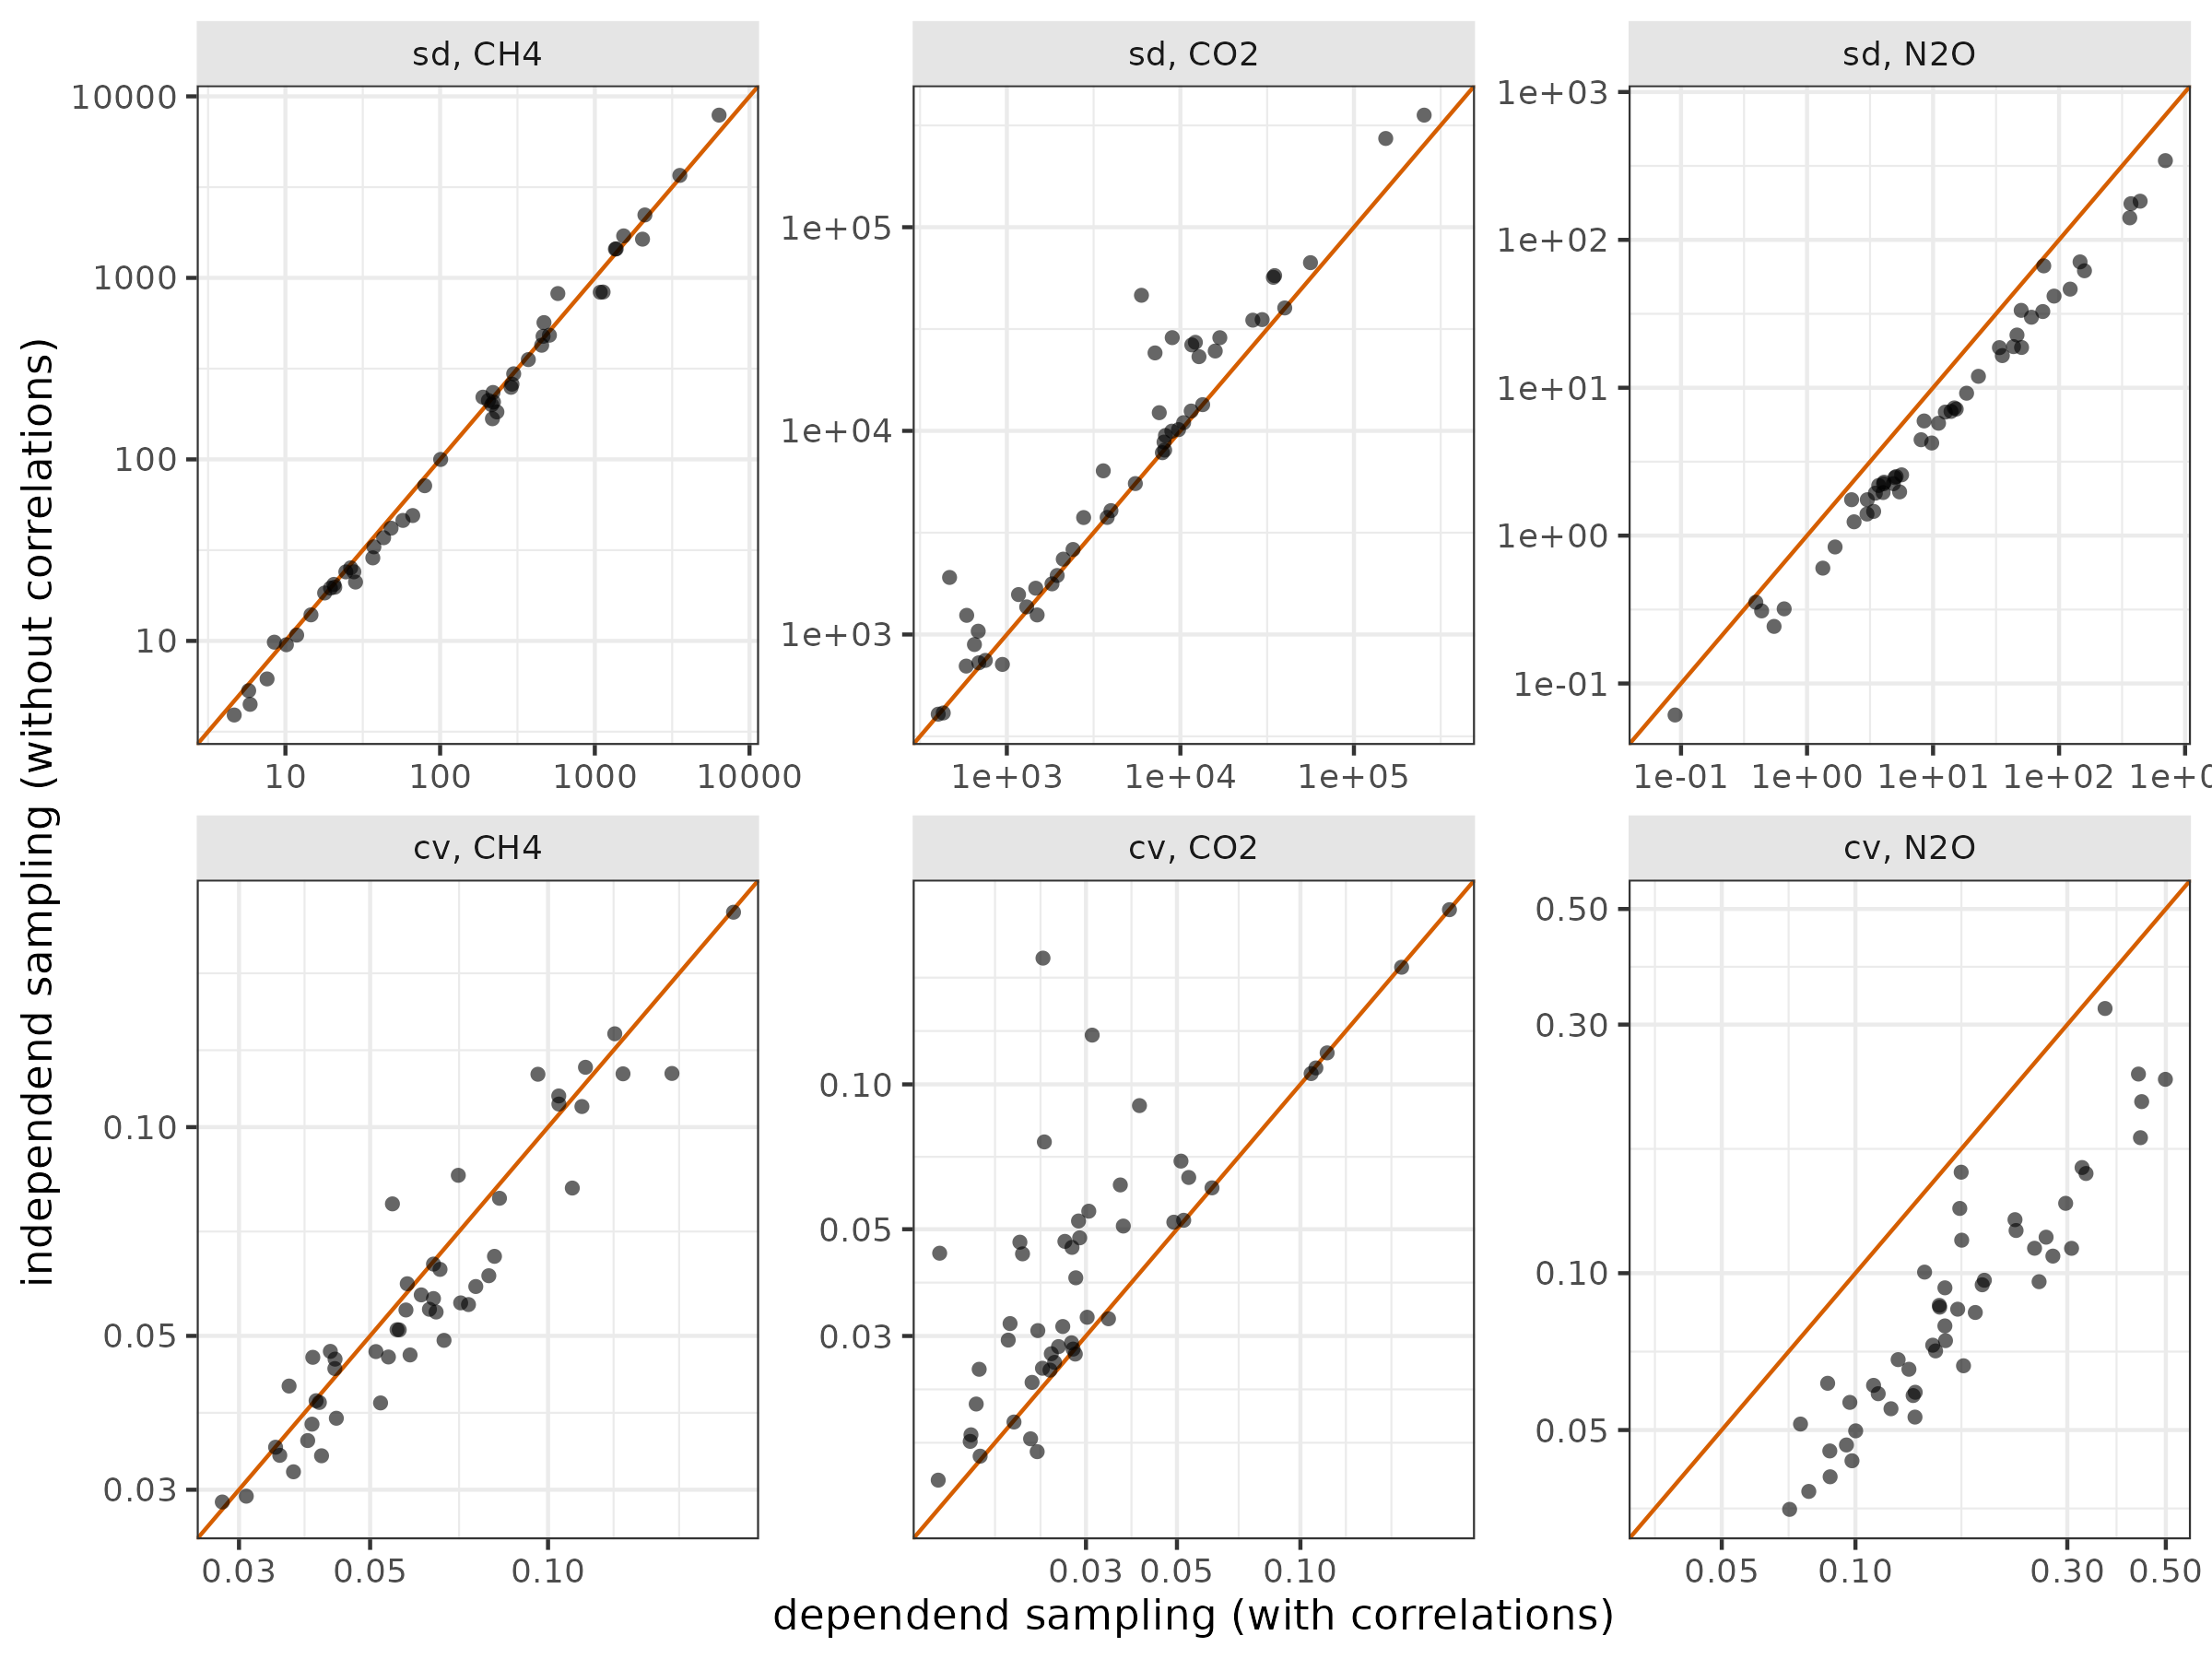 sd, CH4
sd, CO2
sd, N2O
10000
1000
100
10
1e+05
1e+04
1e+03
1e+03
1e+02
1e+01
1e+00
1e-01
10 100 1000 10000
1e+03 1e+04 1e+05
1e-01 1e+00 1e+01 1e+02 1e+0
cv, CH4
cv, CO2
cv, N2O
0.10
0.05
0.03
0.10
0.05
0.03
0.50
0.30
0.10
0.05
0.03 0.05 0.10
0.03 0.05 0.10
0.05 0.10 0.30 0.50
independend sampling (without correlations)
dependend sampling (with correlations)